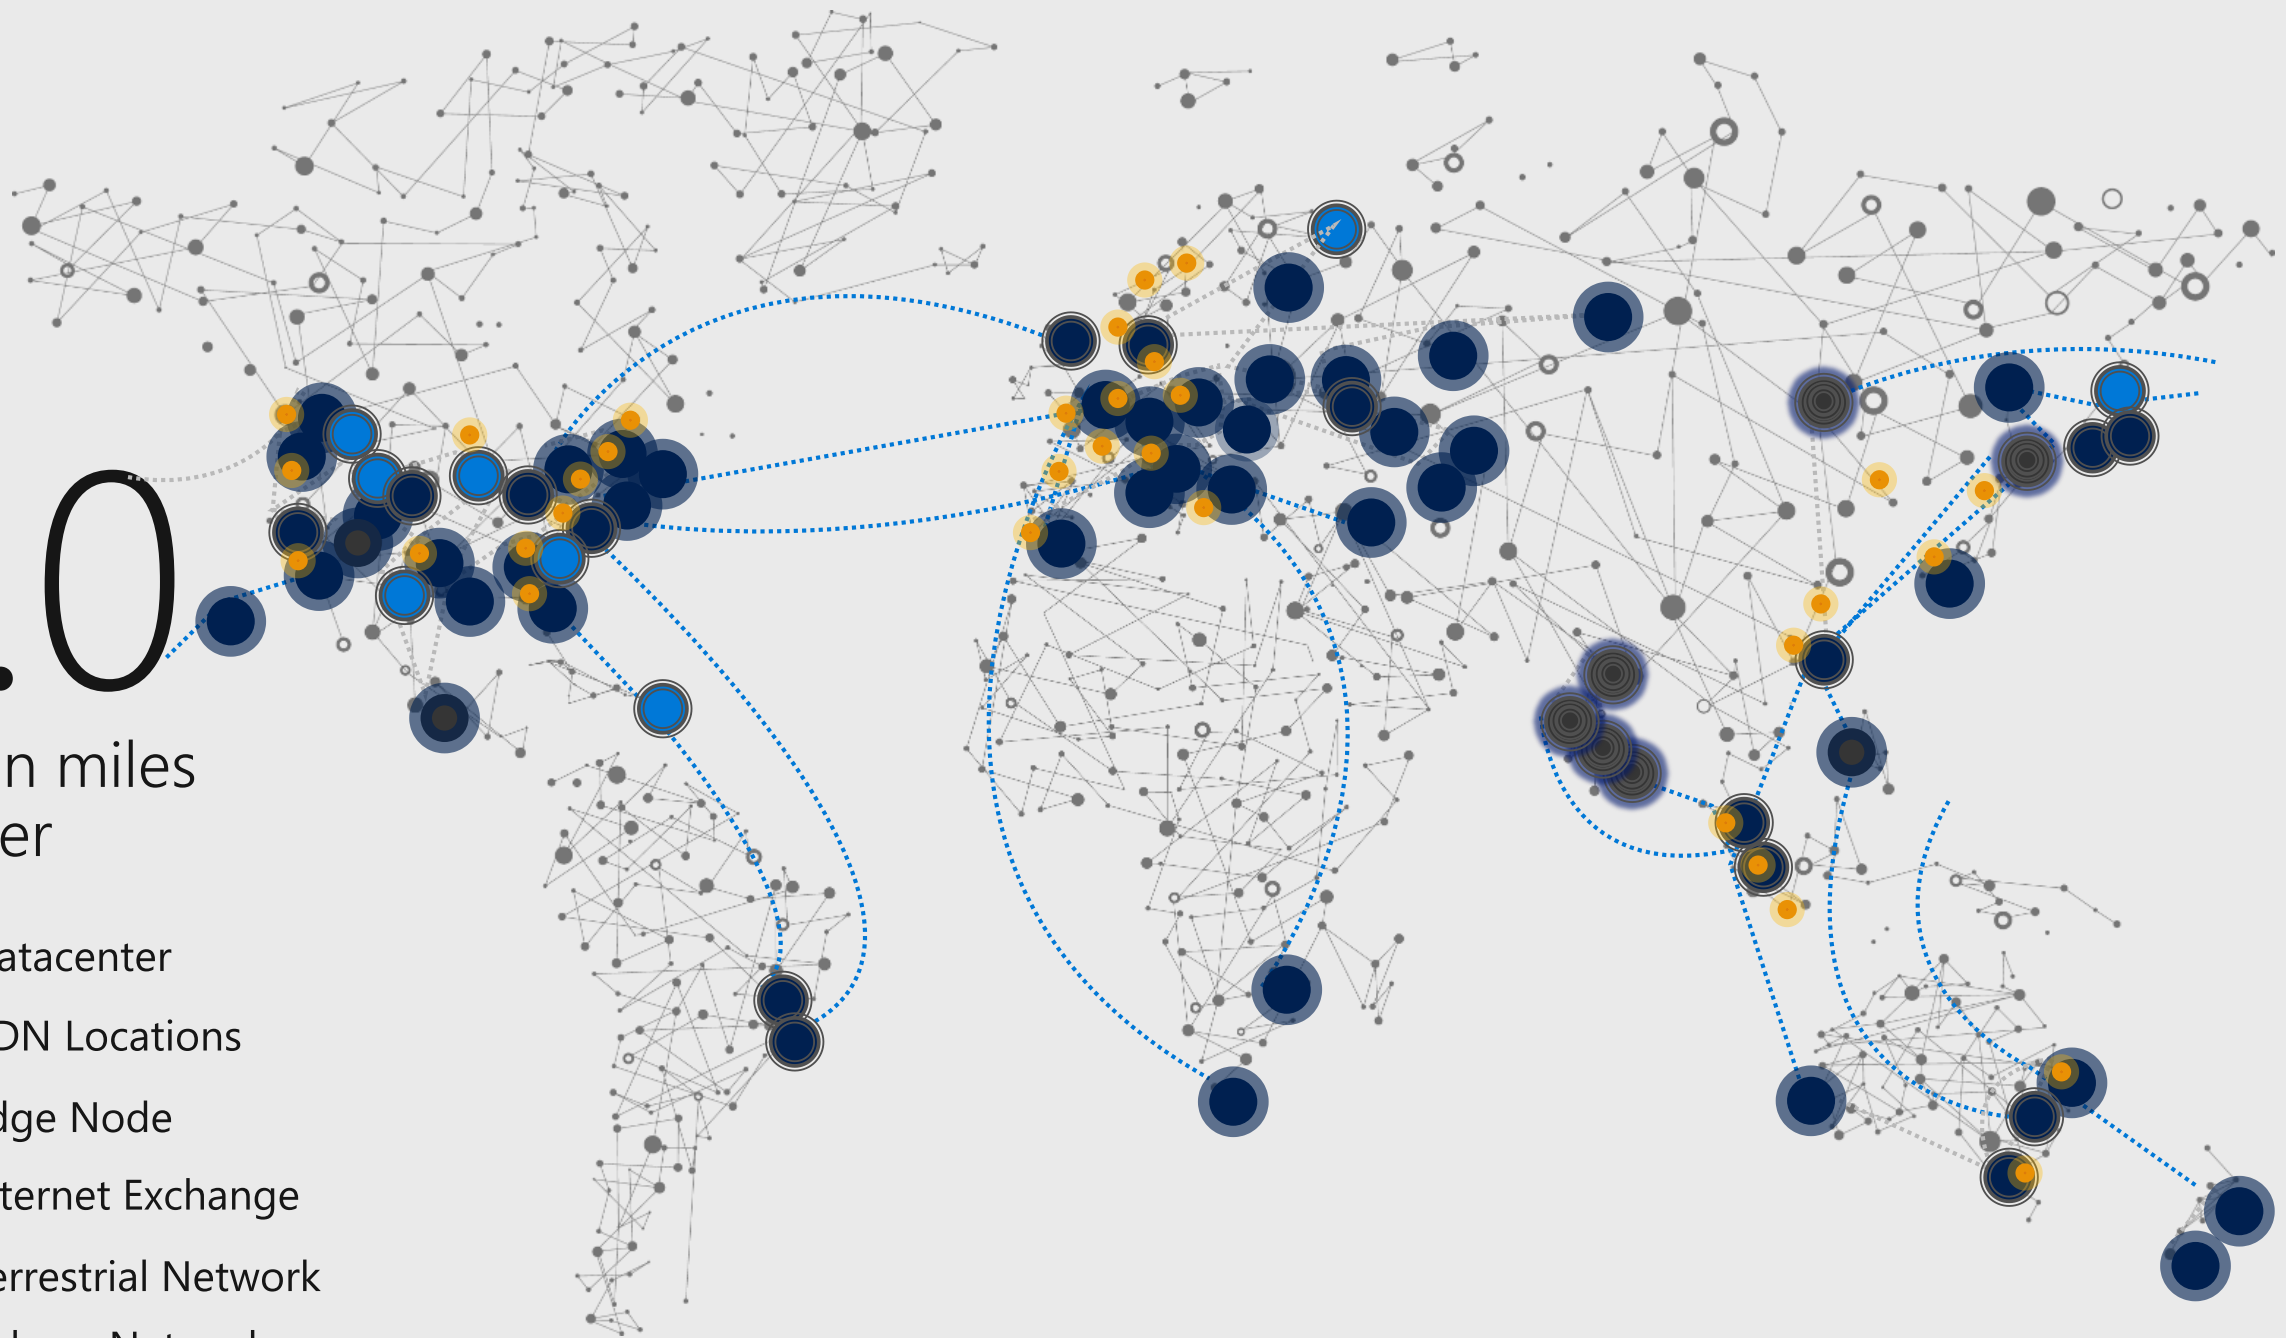 .0
n miles
er
atacenter
DN Locations
dge Node
ternet Exchange
errestrial Network